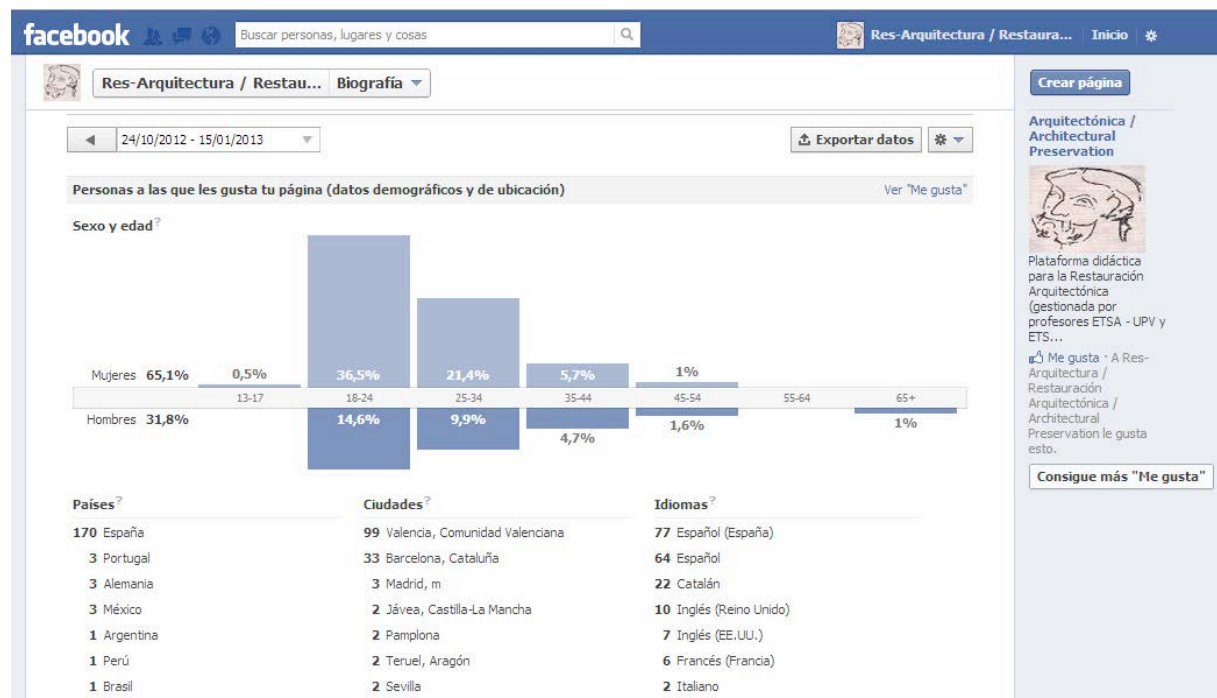 facebook
Buscar personas, lugares y cosas
Res-Arquitectura / Restaura...
Inicio
Res-Arquitectura / Restau...
Biografía
24/10/2012 - 15/01/2013
Exportar datos
Personas a las que les gusta tu página (datos demográficos y de ubicación)
Ver "Me gusta"
Sexo y edad?
Mujeres 65,1% 0,5% 36,5% 21,4% 5,7% 1%
13-17 18-24 25-34 35-44 45-54 55-64 65+
Hombres 31,8% 14,6% 9,9% 4,7% 1,6% 1%
Países?
170 España
3 Portugal
3 Alemania
3 México
1 Argentina
1 Perú
1 Brasil
Ciudades?
99 Valencia, Comunidad Valenciana
33 Barcelona, Cataluña
3 Madrid, m
2 Jávea, Castilla-La Mancha
2 Pamplona
2 Teruel, Aragón
2 Sevilla
Idiomas?
77 Español (España)
64 Español
22 Catalán
10 Inglés (Reino Unido)
7 Inglés (EE.UU.)
6 Francés (Francia)
2 Italiano
Crear página
Arquitectónica /
Architectural
Preservation
Plataforma didáctica
para la Restauración
Arquitectónica
(gestionada por
profesores ETSA - UPV y
ETS...
Me gusta · A Res-
Arquitectura /
Restauración
Arquitectónica /
Architectural
Preservation le gusta
esto.
Consigue más "Me gusta"